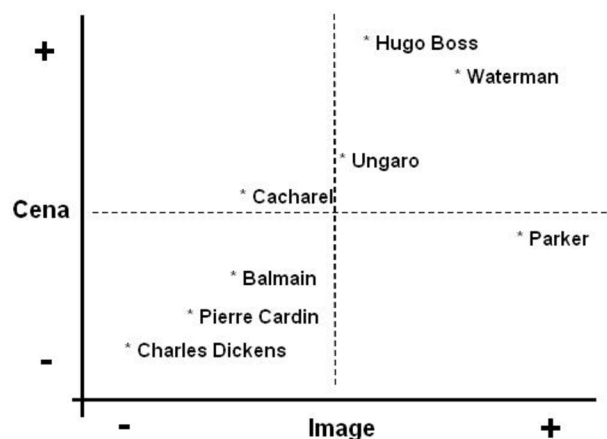 +
* Hugo Boss
* Waterman
* Ungaro
* Cacharel
Cena
* Parker
* Balmain
* Pierre Cardin
* Charles Dickens
-
- Image +